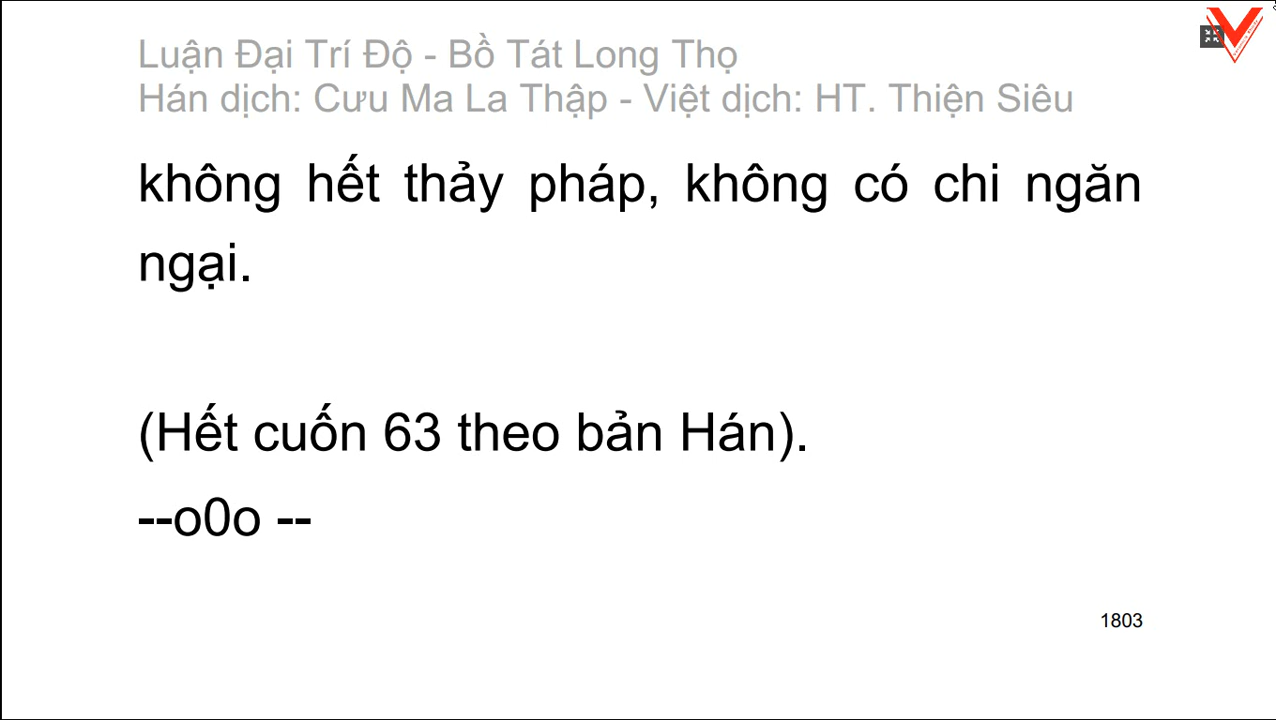 Luận Đại Trí Độ - Bồ Tát Long Thọ
Hán dịch: Cưu Ma La Thập - Việt dịch: HT. Thiện Siêu
không hết thảy pháp, không có chi ngăn
ngại.
(Hết cuốn 63 theo bản Hán).
--o0o --
1803